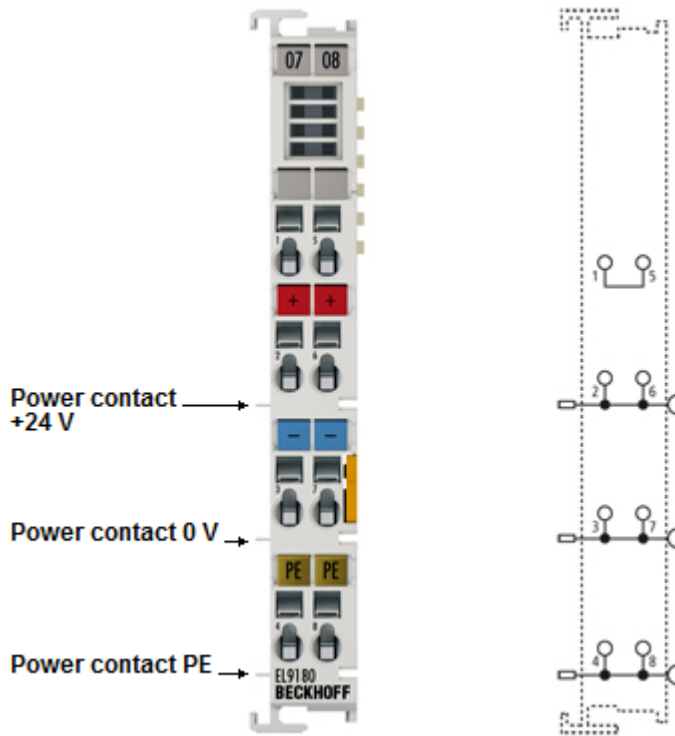 07 08
1 5
+ +
2 6
Power contact
+24 V
- -
3 7
Power contact 0 V
PE PE
4 8
Power contact PE
EL9180
BECKHOFF
1 5
2 6
3 7
4 8